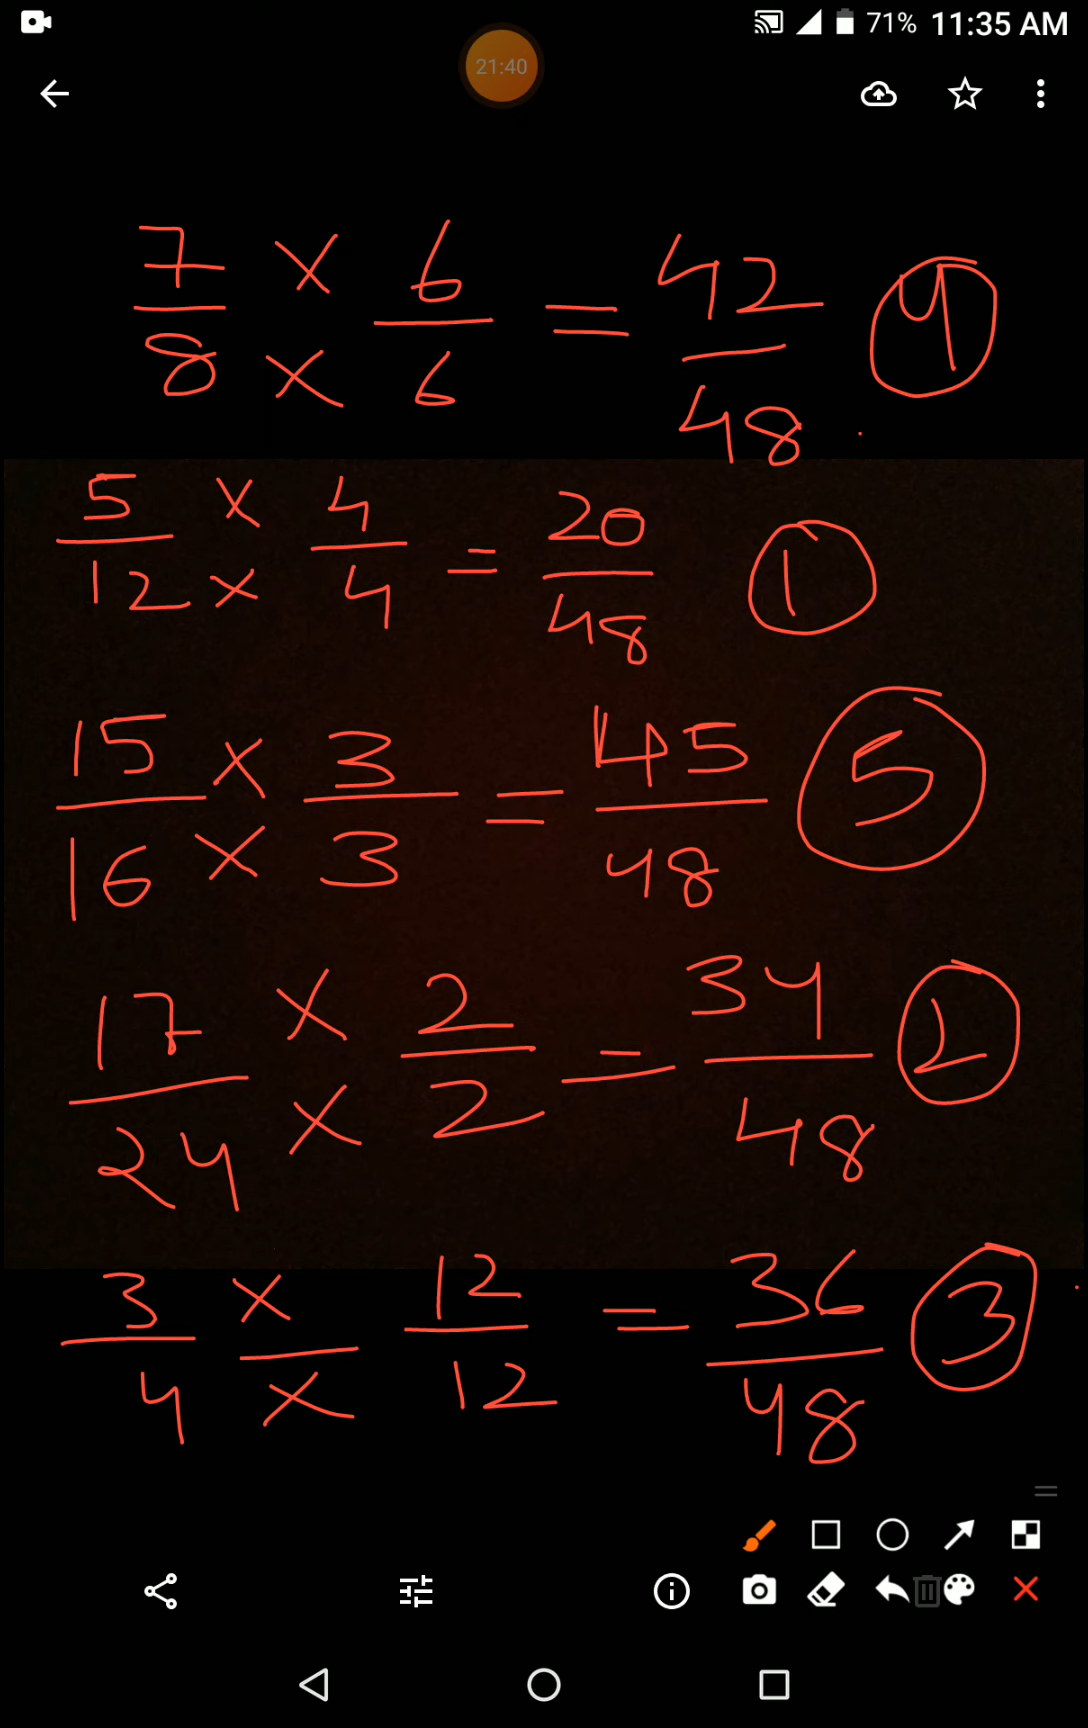 71% 11:35 AM
21:40
7/8 × 6/6 = 42/48 4
5/12 × 4/4 = 20/48 1
15/16 × 3/3 = 45/48 5
17/24 × 2/2 = 34/48 2
3/4 × 12/12 = 36/48 3